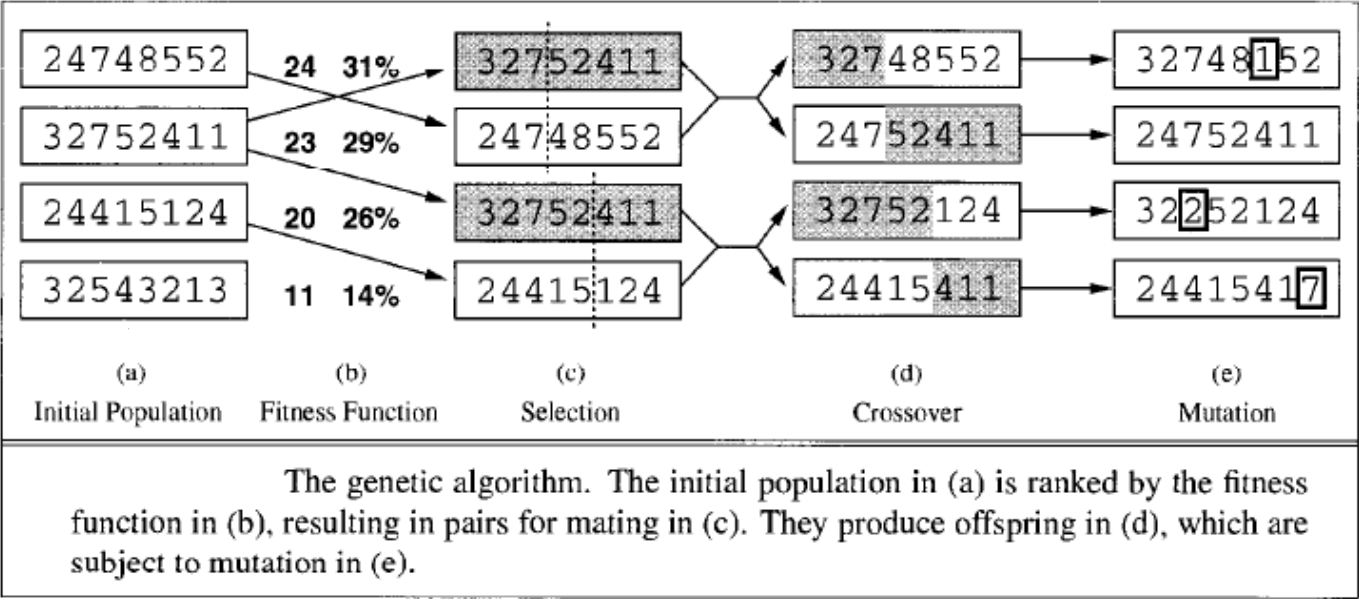 24748552 24 31% 32752411 32748552 32748152
32752411 23 29% 24748552 24752411 24752411
24415124 20 26% 32752411 32752124 32252124
32543213 11 14% 24415124 24415411 24415417
(a) (b) (c) (d) (e)
Initial Population Fitness Function Selection Crossover Mutation
The genetic algorithm. The initial population in (a) is ranked by the fitness
function in (b), resulting in pairs for mating in (c). They produce offspring in (d), which are
subject to mutation in (e).